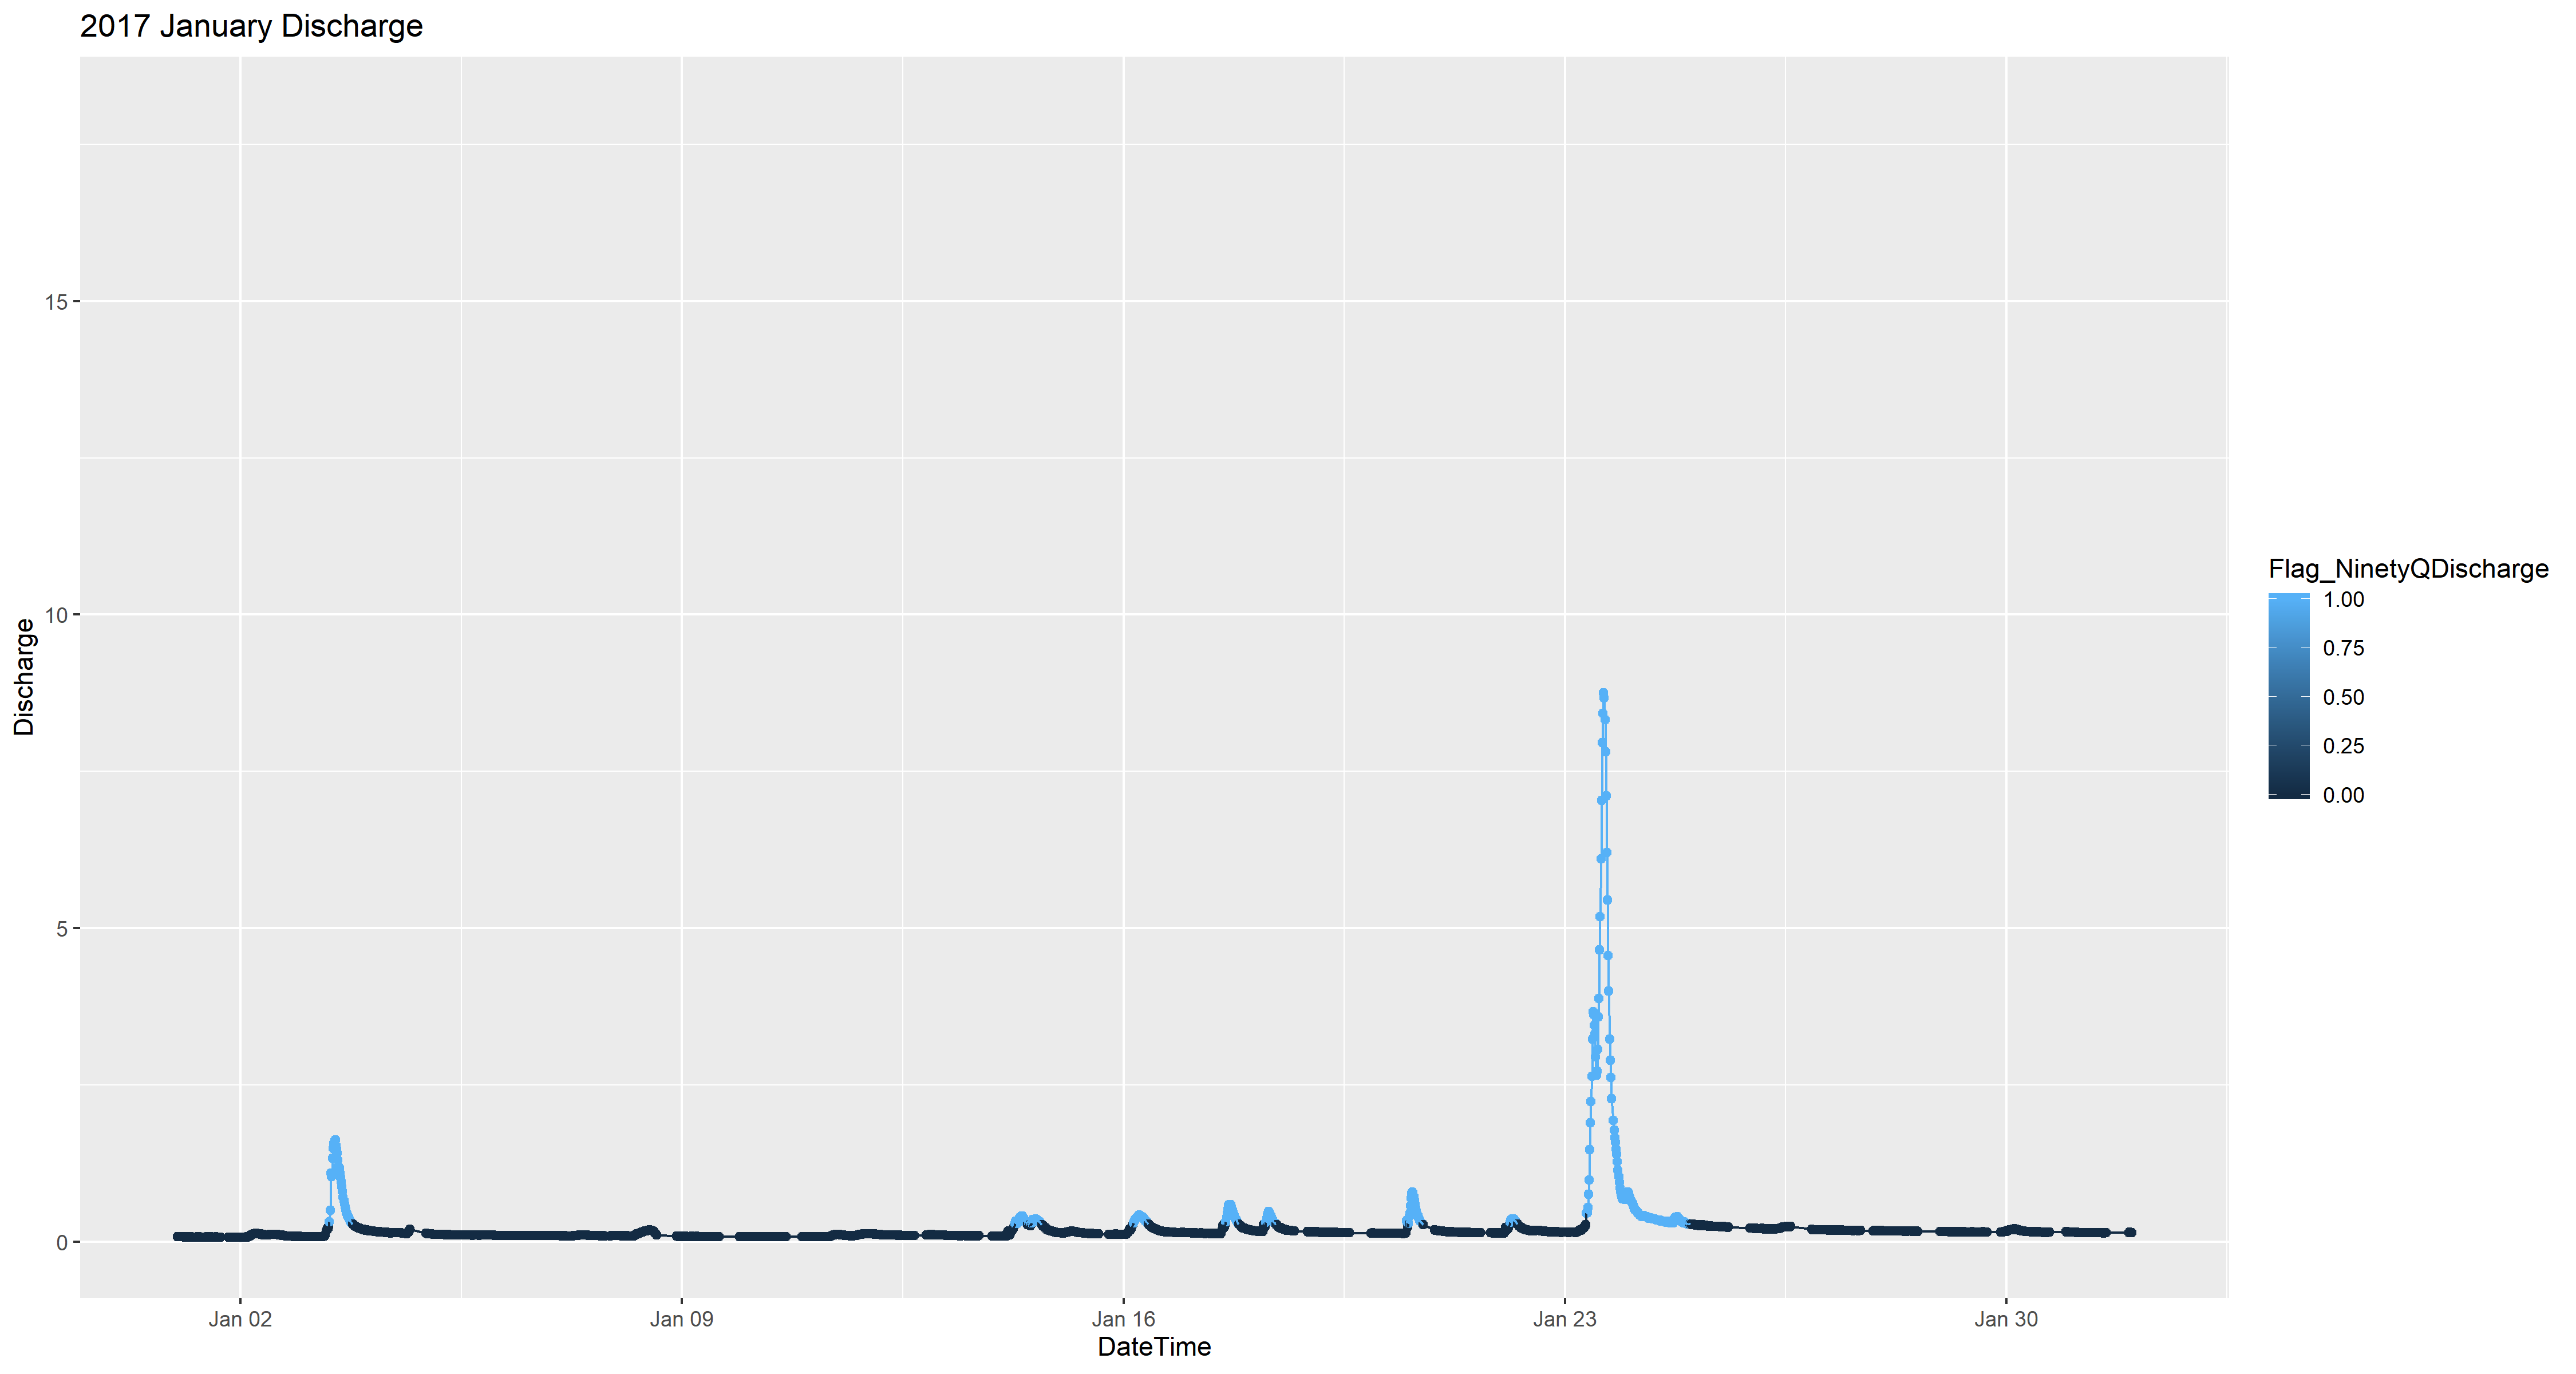 2017 January Discharge
15
10
5
0
Discharge
Jan 02
Jan 09
Jan 16
Jan 23
Jan 30
DateTime
Flag_NinetyQDischarge
1.00
0.75
0.50
0.25
0.00